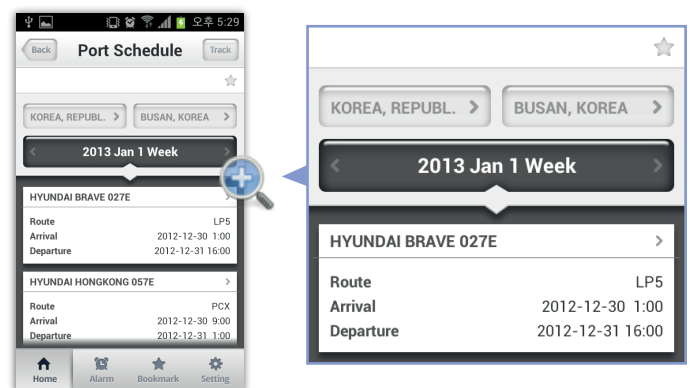 오후 5:29
Back Port Schedule Track
KOREA, REPUBL. BUSAN, KOREA
2013 Jan 1 Week
HYUNDAI BRAVE 027E
Route LP5
Arrival 2012-12-30 1:00
Departure 2012-12-31 16:00
HYUNDAI HONGKONG 057E
Route PCX
Arrival 2012-12-30 9:00
Departure 2012-12-31 1:00
Home Alarm Bookmark Setting
KOREA, REPUBL. BUSAN, KOREA
2013 Jan 1 Week
HYUNDAI BRAVE 027E
Route LP5
Arrival 2012-12-30 1:00
Departure 2012-12-31 16:00